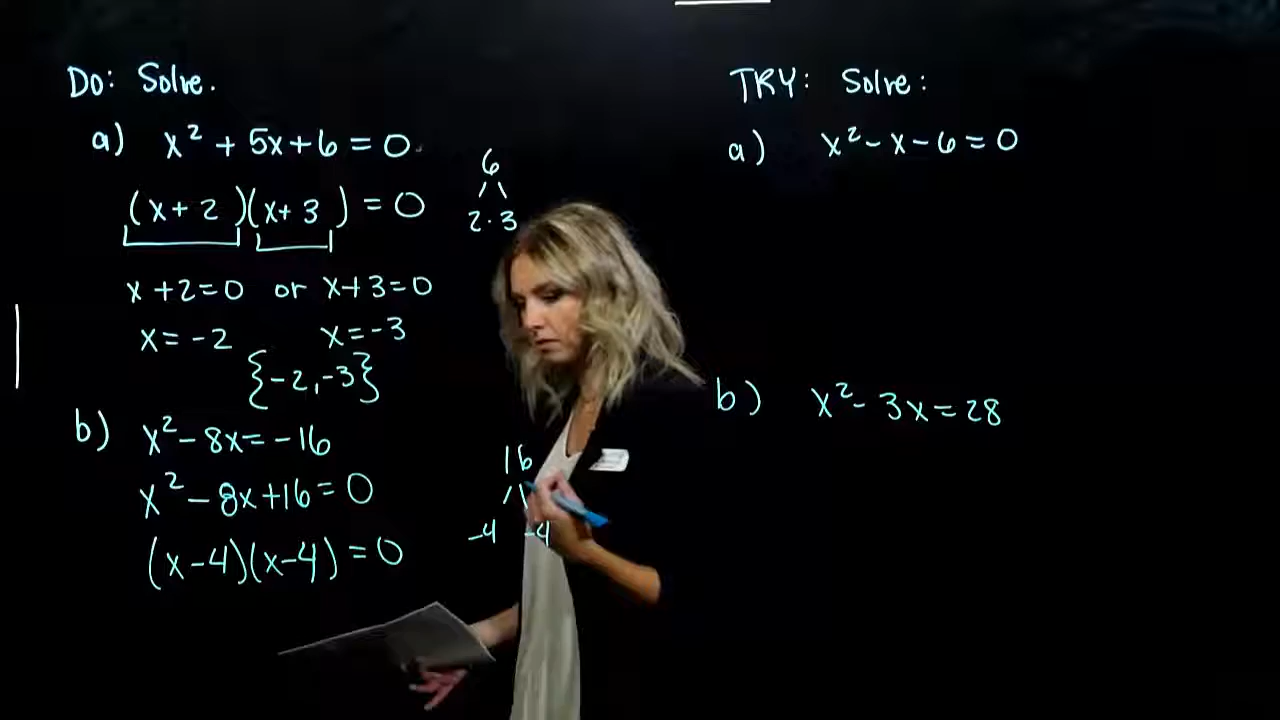 Do: Solve.
a) x² + 5x + 6 = 0
6
(x + 2)(x + 3) = 0
2 · 3
x + 2 = 0 or x + 3 = 0
x = -2 x = -3
{-2, -3}
b) x² - 8x = -16
16
x² - 8x + 16 = 0
-4 -4
(x - 4)(x - 4) = 0
TRY: Solve:
a) x² - x - 6 = 0
b) x² - 3x = 28